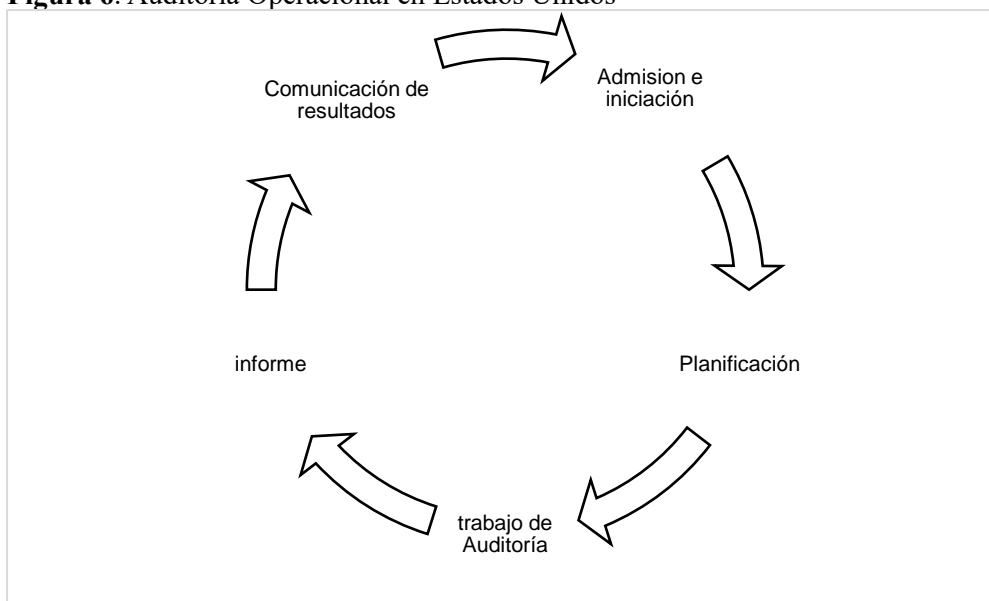 Figura 6. Auditoría Operacional en Estados Unidos
Comunicación de
resultados
Admision e
iniciación
Planificación
trabajo de
Auditoría
informe